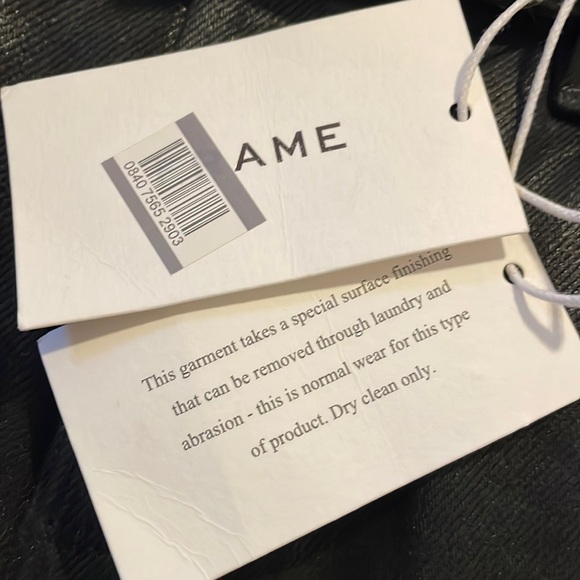 AME
0840 7565 2903
This garment takes a special surface finishing
that can be removed through laundry and
abrasion - this is normal wear for this type
of product. Dry clean only.